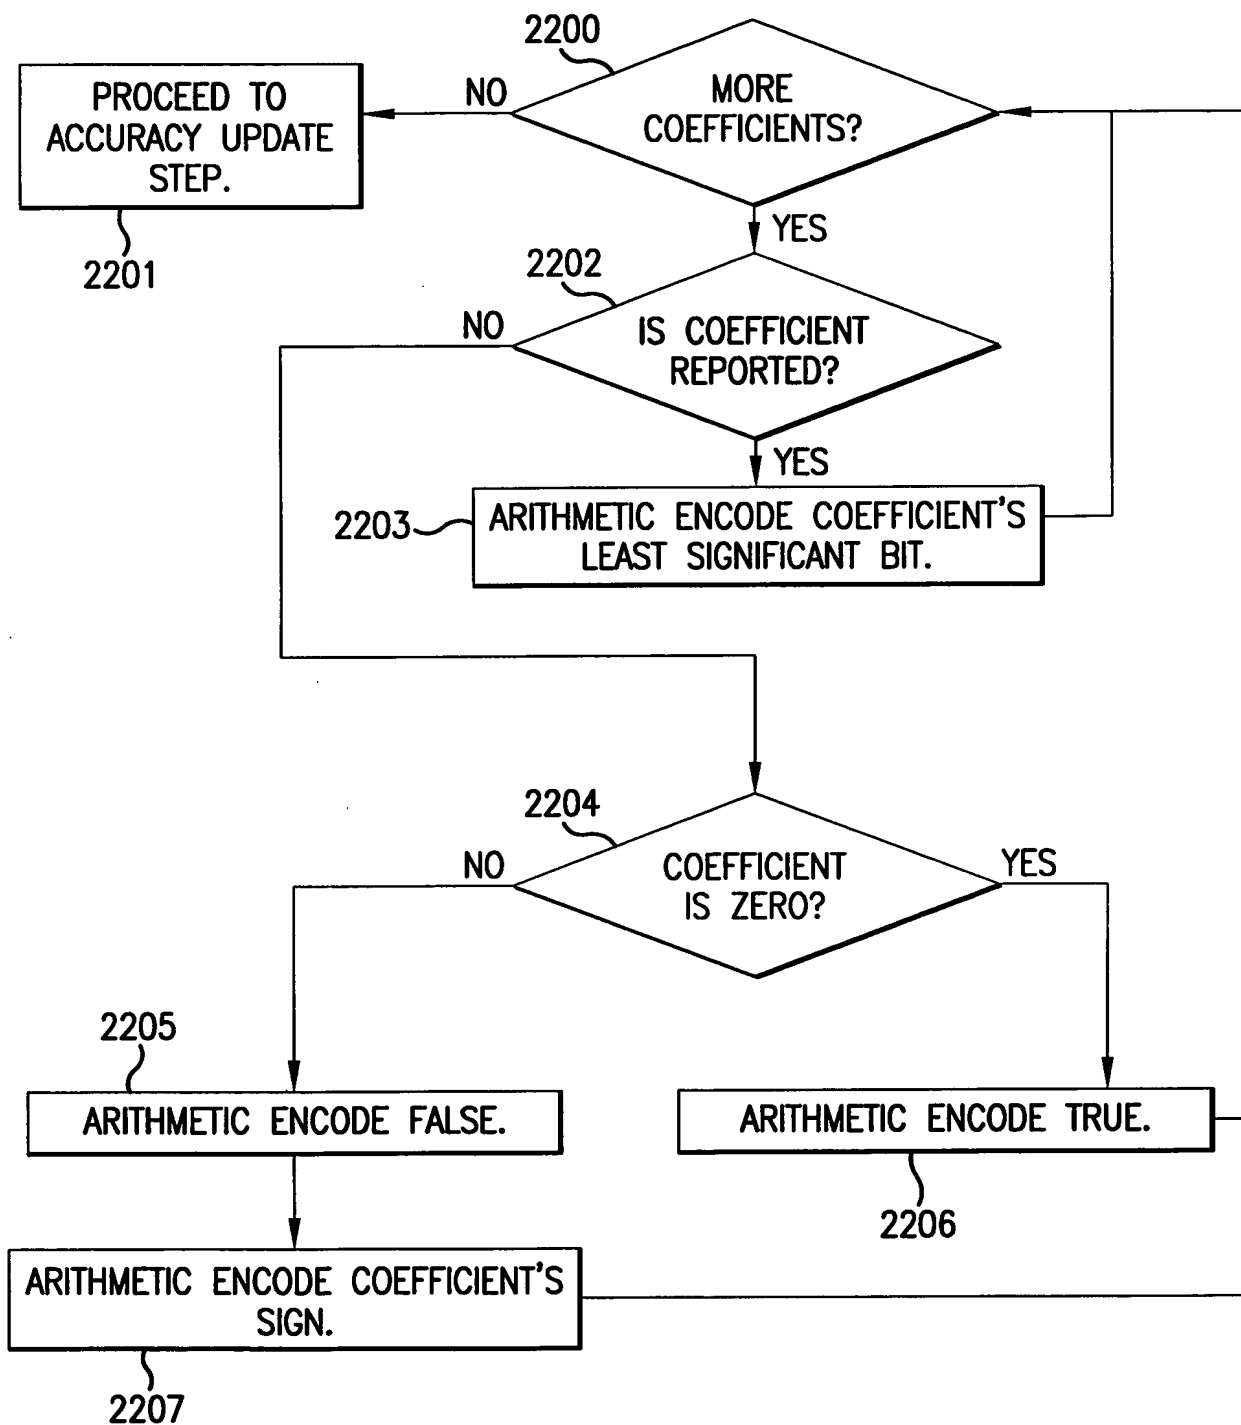 2200
MORE
COEFFICIENTS?
NO
PROCEED TO
ACCURACY UPDATE
STEP.
2201
YES
2202
NO
IS COEFFICIENT
REPORTED?
YES
2203
ARITHMETIC ENCODE COEFFICIENT'S
LEAST SIGNIFICANT BIT.
2204
NO
COEFFICIENT
IS ZERO?
YES
2205
ARITHMETIC ENCODE FALSE.
ARITHMETIC ENCODE TRUE.
2206
ARITHMETIC ENCODE COEFFICIENT'S
SIGN.
2207